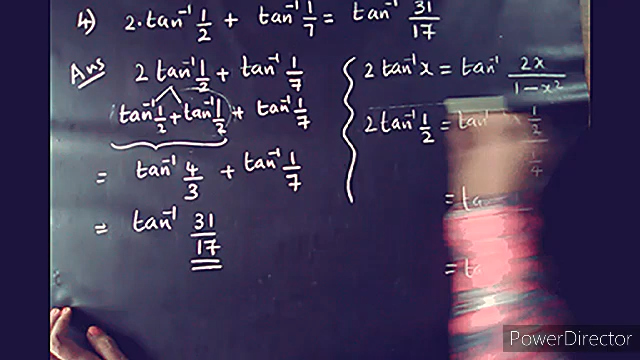 4) 2.tan⁻¹ 1/2 + tan⁻¹ 1/7 = tan⁻¹ 31/17
Ans 2 tan⁻¹ 1/2 + tan⁻¹ 1/7
tan⁻¹ 1/2 + tan⁻¹ 1/2 + tan⁻¹ 1/7
= tan⁻¹ 4/3 + tan⁻¹ 1/7
= tan⁻¹ 31/17
2 tan⁻¹ x = tan⁻¹ 2x/1-x²
2 tan⁻¹ 1/2 = tan⁻¹
=
=
PowerDirector